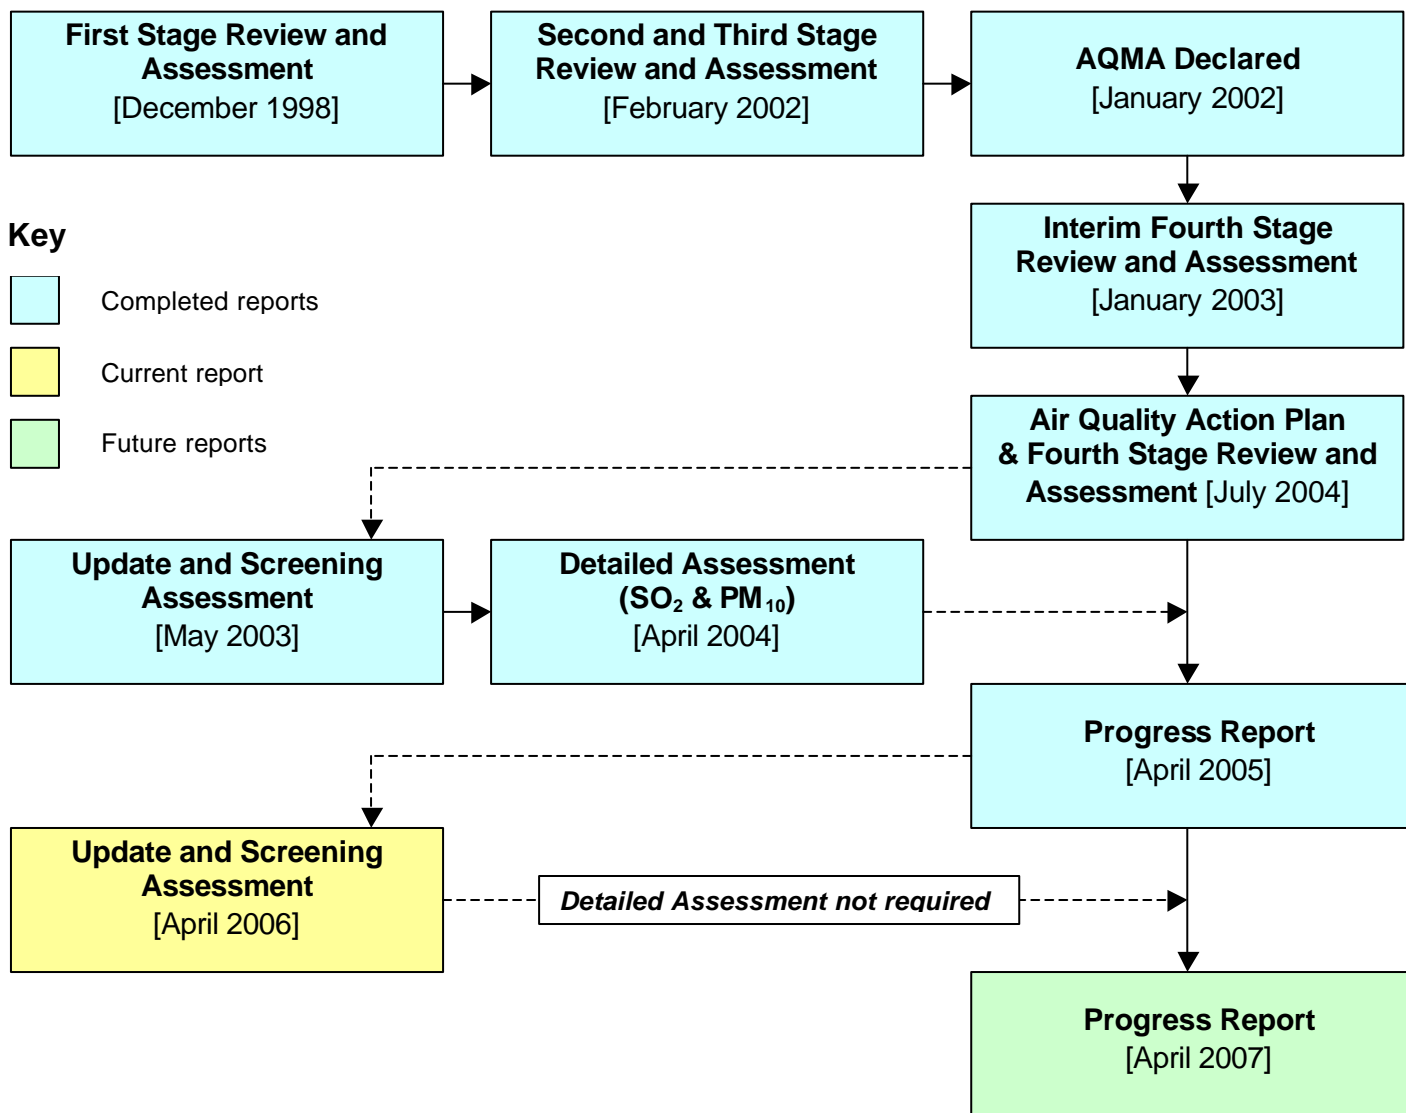 First Stage Review and
Assessment
[December 1998]
Second and Third Stage
Review and Assessment
[February 2002]
AQMA Declared
[January 2002]
Interim Fourth Stage
Review and Assessment
[January 2003]
Key
Completed reports
Current report
Future reports
Air Quality Action Plan
& Fourth Stage Review and
Assessment [July 2004]
Update and Screening
Assessment
[May 2003]
Detailed Assessment
(SO₂ & PM₁₀)
[April 2004]
Progress Report
[April 2005]
Update and Screening
Assessment
[April 2006]
Detailed Assessment not required
Progress Report
[April 2007]